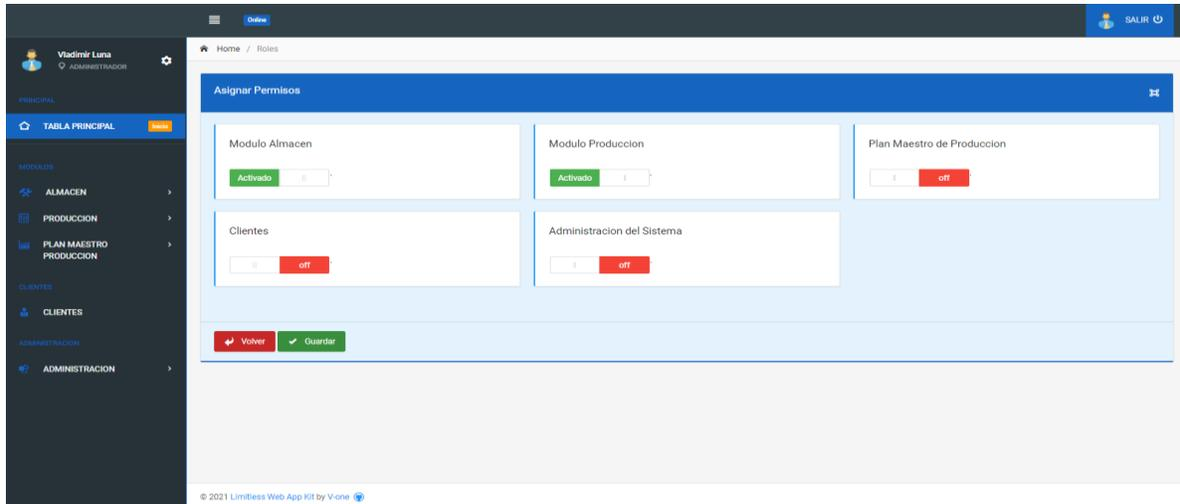 Online
SALIR
Vladimir Luna
ADMINISTRADOR
Home / Roles
PRINCIPAL
TABLA PRINCIPAL Inicio
MODULOS
ALMACEN
PRODUCCION
PLAN MAESTRO
PRODUCCION
CLIENTES
CLIENTES
ADMINISTRACION
ADMINISTRACION
Asignar Permisos
Modulo Almacen
Activado
Modulo Produccion
Activado
Plan Maestro de Produccion
off
Clientes
off
Administracion del Sistema
off
Volver
Guardar
© 2021 Limitless Web App Kit by V-one